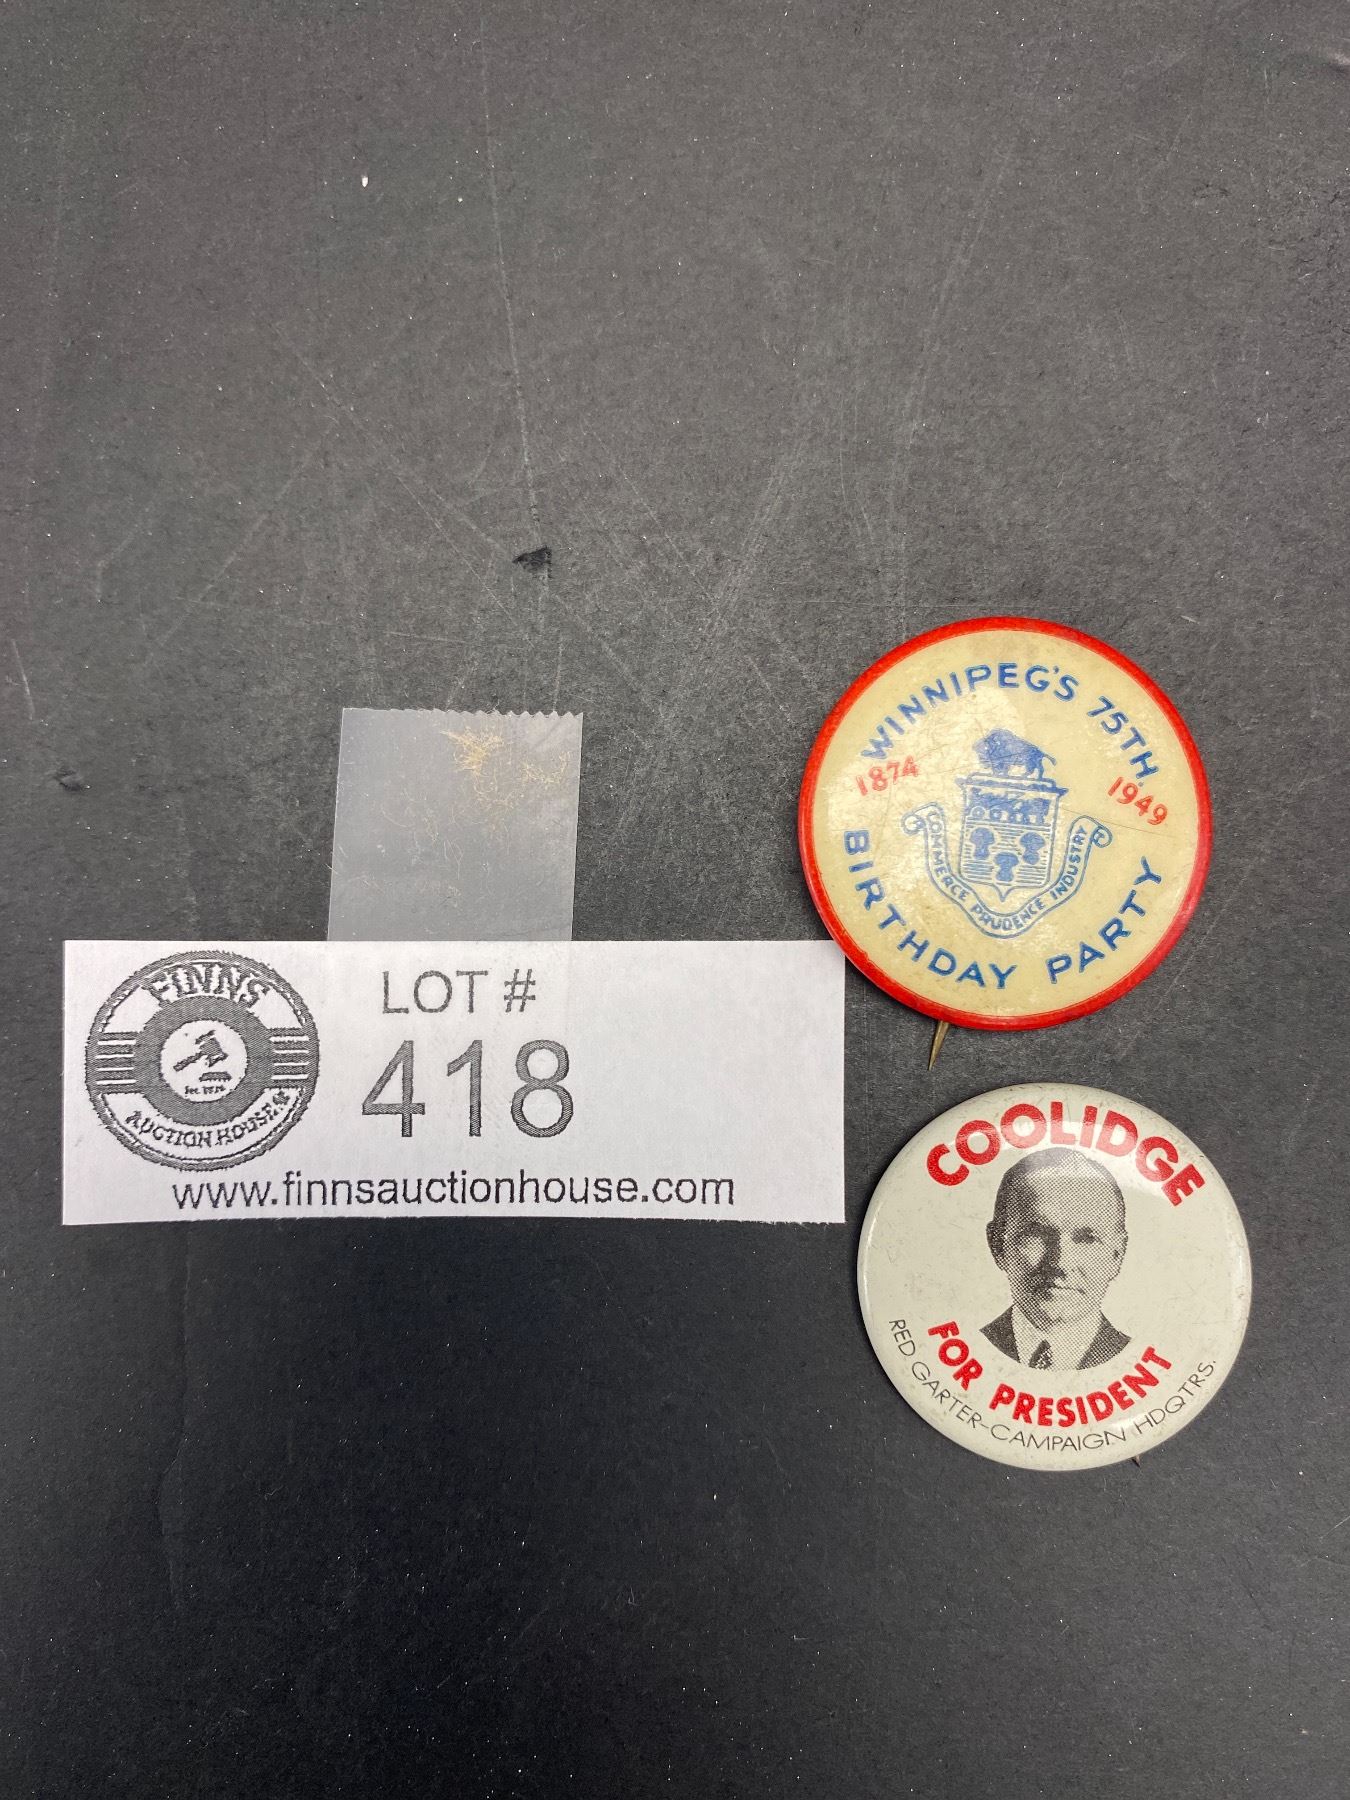 WINNIPEG'S 75TH.
1874 1949
COMMERCE PRUDENCE INDUSTRY
BIRTHDAY PARTY
FINNS
AUCTION HOUSE
LOT #
418
www.finnsauctionhouse.com
COOLIDGE
FOR PRESIDENT
RED GARTER-CAMPAIGN HDQTRS.